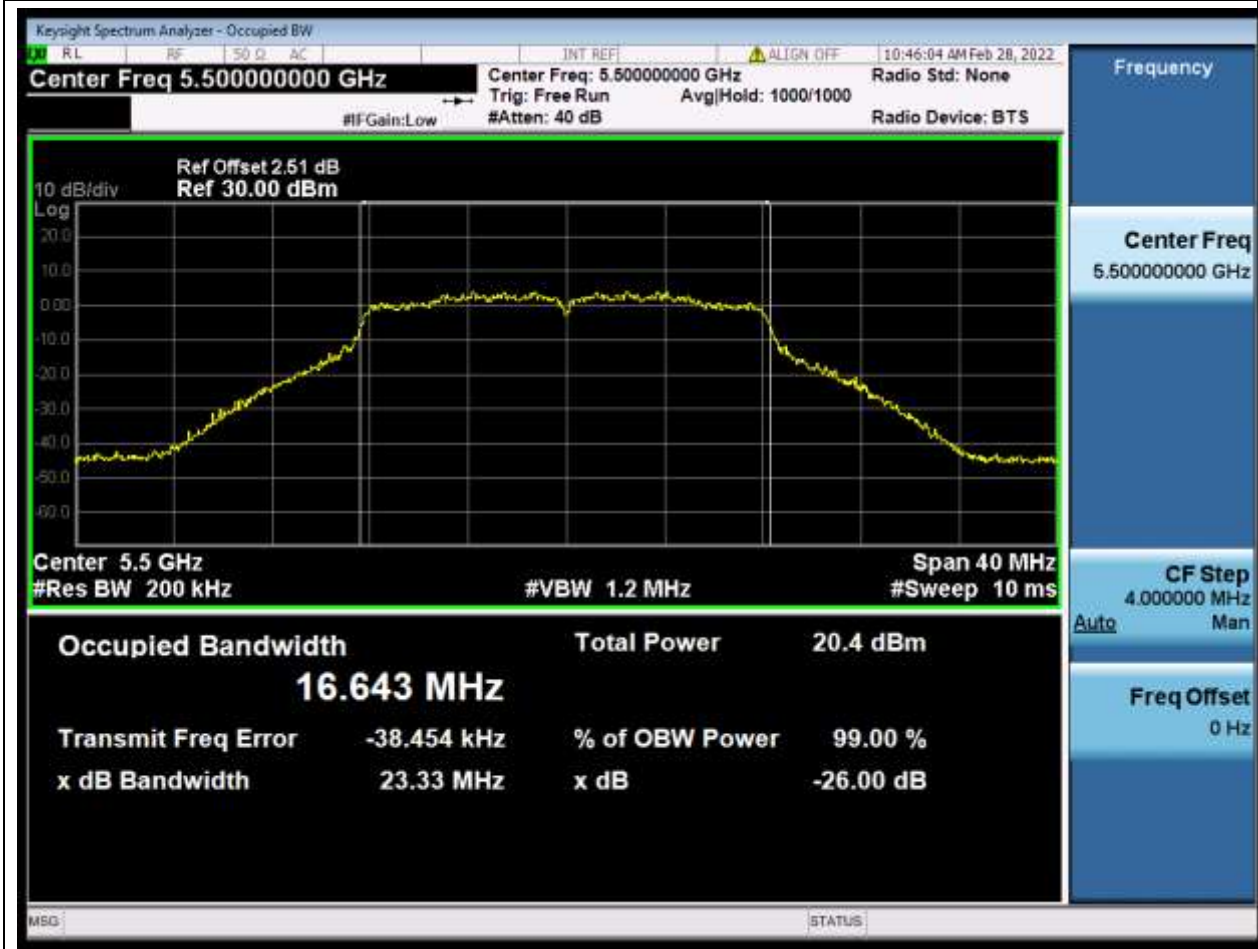 Keysight Spectrum Analyzer - Occupied BW
LXI RL RF 50 Ω AC INT REF ALIGN OFF 10:46:04 AM Feb 28, 2022
Center Freq 5.500000000 GHz
Center Freq: 5.500000000 GHz
Radio Std: None
Trig: Free Run Avg|Hold: 1000/1000
#IFGain:Low
#Atten: 40 dB
Radio Device: BTS
Ref Offset 2.51 dB
10 dB/div Ref 30.00 dBm
Log
20.0
10.0
0.00
-10.0
-20.0
-30.0
-40.0
-50.0
-60.0
Center 5.5 GHz Span 40 MHz
#Res BW 200 kHz #VBW 1.2 MHz #Sweep 10 ms
Occupied Bandwidth Total Power 20.4 dBm
16.643 MHz
Transmit Freq Error -38.454 kHz % of OBW Power 99.00 %
x dB Bandwidth 23.33 MHz x dB -26.00 dB
MSG STATUS
Frequency
Center Freq
5.500000000 GHz
CF Step
4.000000 MHz
Auto Man
Freq Offset
0 Hz